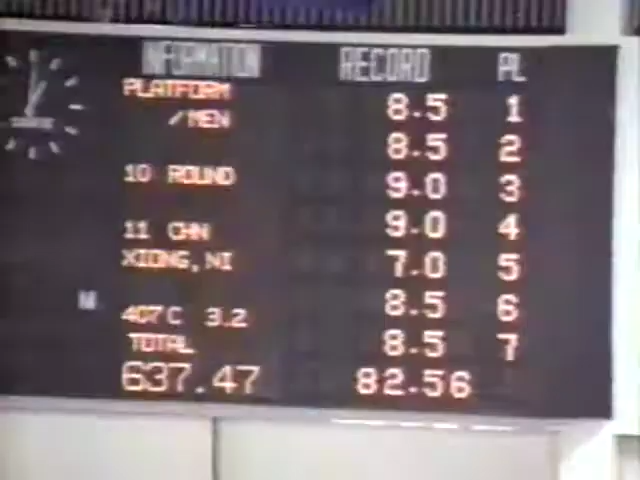 INFORMATION RECORD PL
PLATFORM 8.5 1
/MEN 8.5 2
10 ROUND 9.0 3
11 CHN 9.0 4
XIONG,NI 7.0 5
N 8.5 6
407C 3.2
TOTAL 8.5 7
637.47 82.56